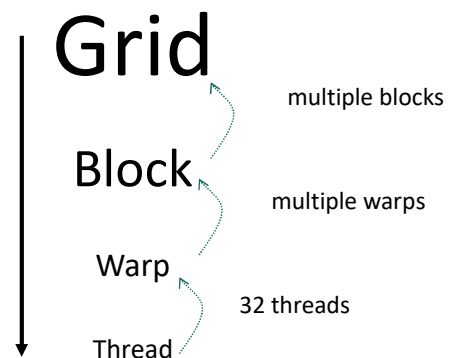 Grid
multiple blocks
Block
multiple warps
Warp
32 threads
Thread